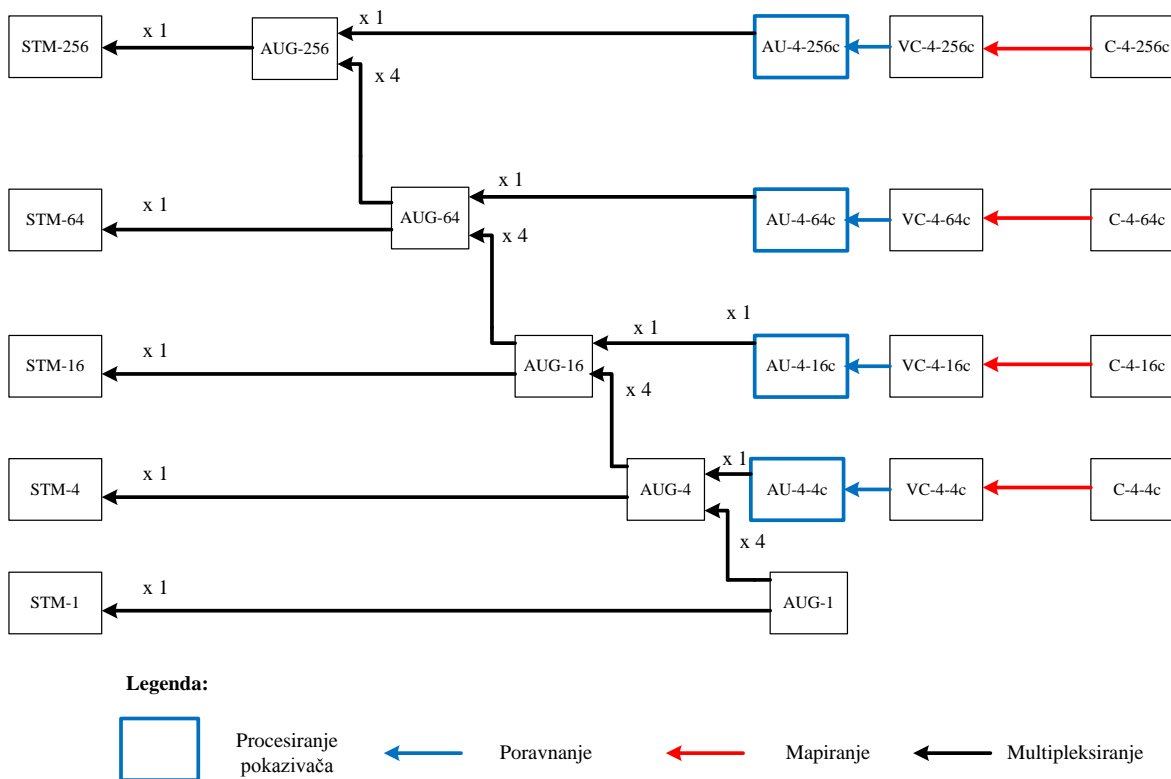 x 1
x 1
STM-256
AUG-256
AU-4-256c
VC-4-256c
C-4-256c
x 4
x 1
x 1
STM-64
AUG-64
AU-4-64c
VC-4-64c
C-4-64c
x 4
x 1
x 1
x 1
STM-16
AUG-16
AU-4-16c
VC-4-16c
C-4-16c
x 4
x 1
x 1
STM-4
AUG-4
AU-4-4c
VC-4-4c
C-4-4c
x 4
x 1
STM-1
AUG-1
Legenda:
Procesiranje
pokazivača
Poravnanje
Mapiranje
Multipleksiranje